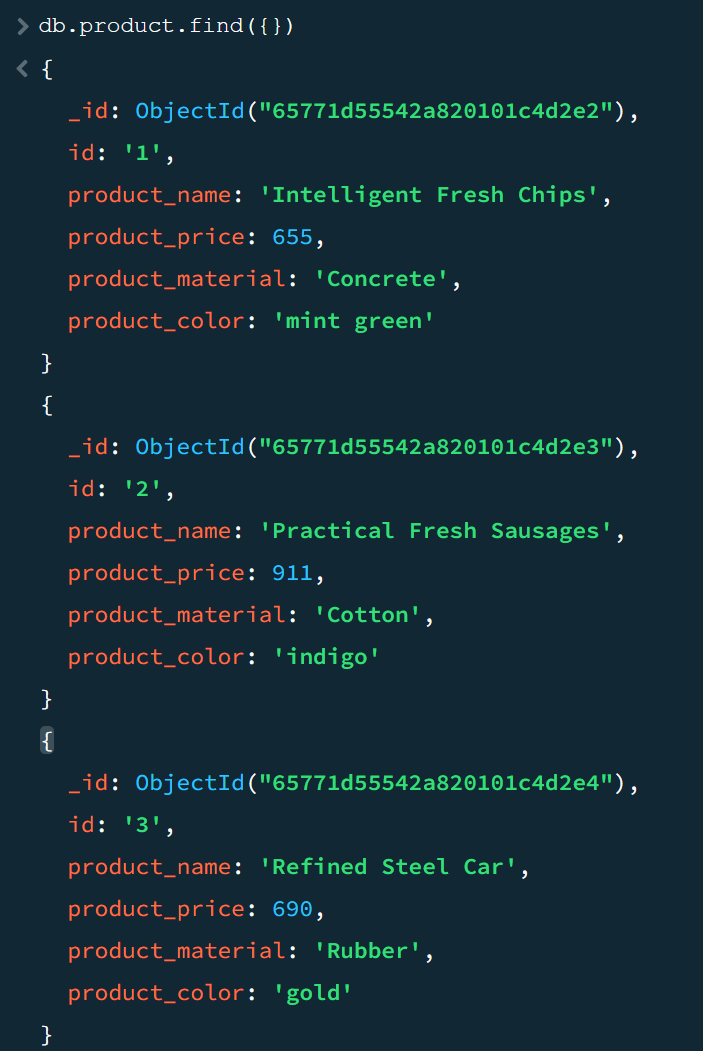 > db.product.find({})
< {
_id: ObjectId("65771d55542a820101c4d2e2"),
id: '1',
product_name: 'Intelligent Fresh Chips',
product_price: 655,
product_material: 'Concrete',
product_color: 'mint green'
}
{
_id: ObjectId("65771d55542a820101c4d2e3"),
id: '2',
product_name: 'Practical Fresh Sausages',
product_price: 911,
product_material: 'Cotton',
product_color: 'indigo'
}
{
_id: ObjectId("65771d55542a820101c4d2e4"),
id: '3',
product_name: 'Refined Steel Car',
product_price: 690,
product_material: 'Rubber',
product_color: 'gold'
}